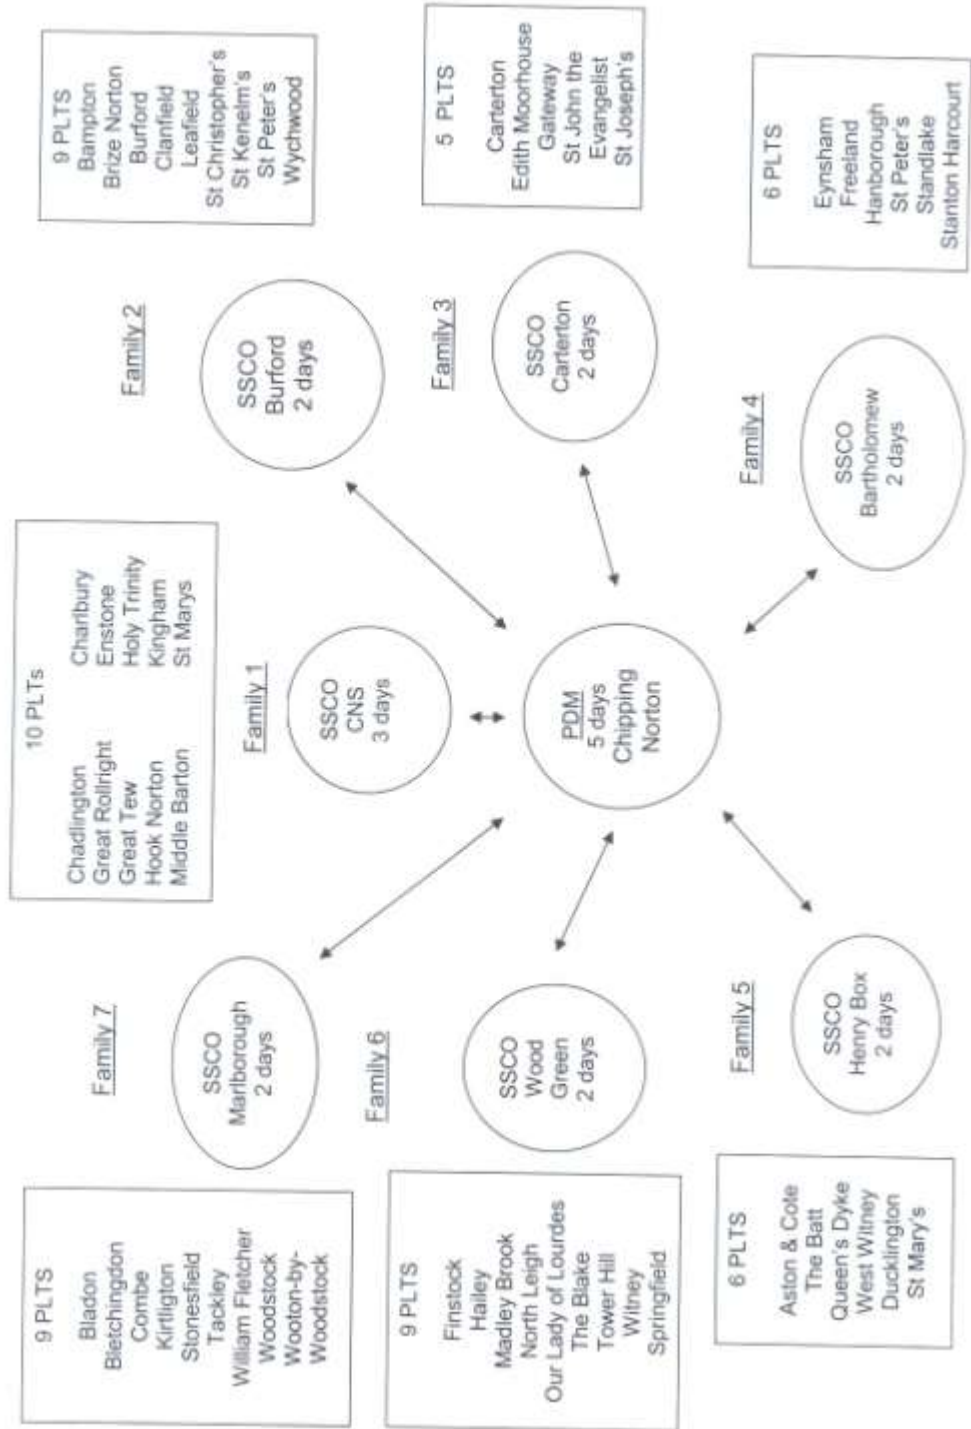 10 PLTs
Chadlington
Great Rollright
Great Tew
Hook Norton
Middle Barton
Charlbury
Enstone
Holy Trinity
Kingham
St Marys
Family 1
SSCO
CNS
3 days
Family 2
SSCO
Burford
2 days
9 PLTS
Bampton
Brize Norton
Burford
Clanfield
Leafield
St Christopher's
St Kenelm's
St Peter's
Wychwood
Family 3
SSCO
Carterton
2 days
5 PLTS
Carterton
Edith Moorhouse
Gateway
St John the
Evangelist
St Joseph's
Family 4
SSCO
Bartholomew
2 days
6 PLTS
Eynsham
Freeland
Hanborough
St Peter's
Standlake
Stanton Harcourt
PDM
5 days
Chipping
Norton
Family 5
SSCO
Henry Box
2 days
6 PLTS
Aston & Cote
The Batt
Queen's Dyke
West Witney
Ducklington
St Mary's
Family 6
SSCO
Wood
Green
2 days
9 PLTS
Finstock
Hailey
Madley Brook
North Leigh
Our Lady of Lourdes
The Blake
Tower Hill
Witney
Springfield
Family 7
SSCO
Marlborough
2 days
9 PLTS
Bladon
Bletchingdon
Combe
Kirtlington
Stonesfield
Tackley
William Fletcher
Woodstock
Wooton-by-
Woodstock